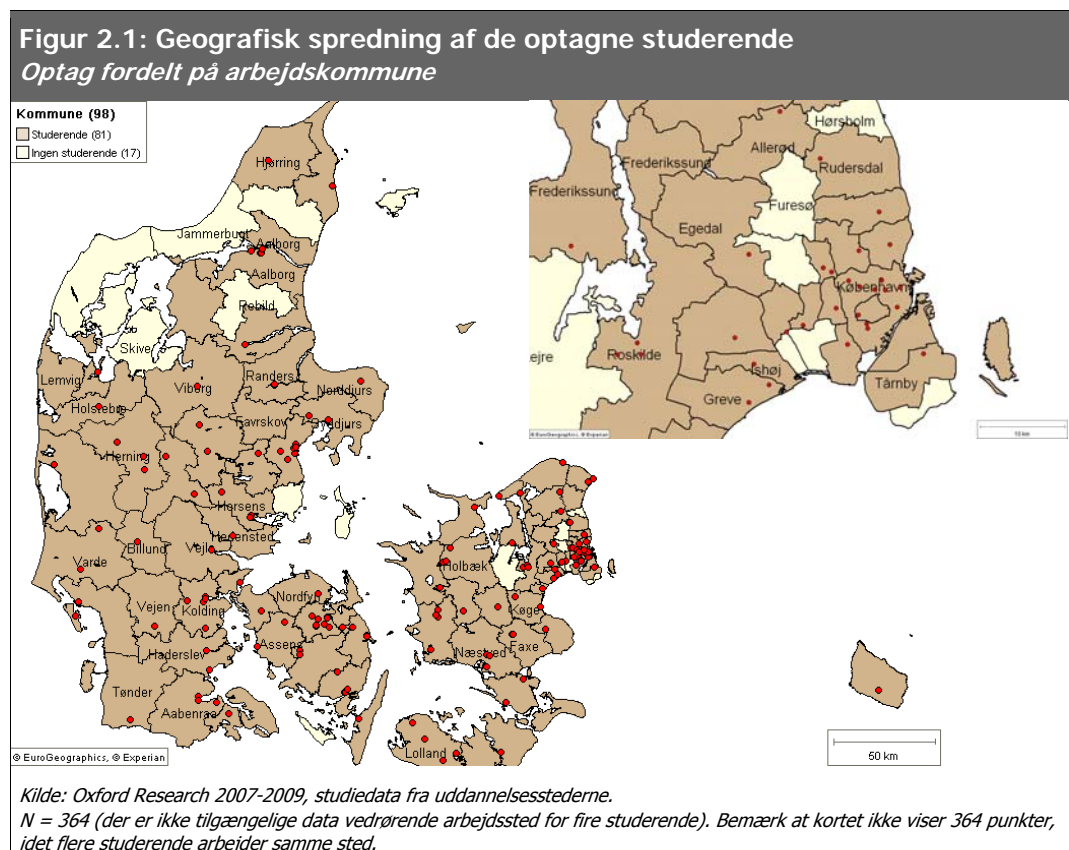 Figur 2.1: Geografisk spredning af de optagne studerende
Optag fordelt på arbejdskommune
Kommune (98)
Studerende (81)
Ingen studerende (17)
Hjørring
Jammerbugt
Aalborg
Aalborg
Rebild
Skive
Lemvig
Viborg
Randers
Norddjurs
Holstebro
Favrskov
Syddjurs
Herning
Horsens
Hedensted
Billund
Vejle
Varde
Vejen
Kolding
Nordfyn
Assens
Haderslev
Tønder
Aabenraa
Holbæk
Køge
Faxe
Næstved
Lolland
© EuroGeographics, © Experian
50 km
Hørsholm
Allerød
Frederikssund
Rudersdal
Frederikssund
Furesø
Egedal
København
Lejre
Roskilde
Ishøj
Tårnby
Greve
© EuroGeographics, © Experian
10 km
Kilde: Oxford Research 2007-2009, studiedata fra uddannelsesstederne.
N = 364 (der er ikke tilgængelige data vedrørende arbejdssted for fire studerende). Bemærk at kortet ikke viser 364 punkter,
idet flere studerende arbejder samme sted.